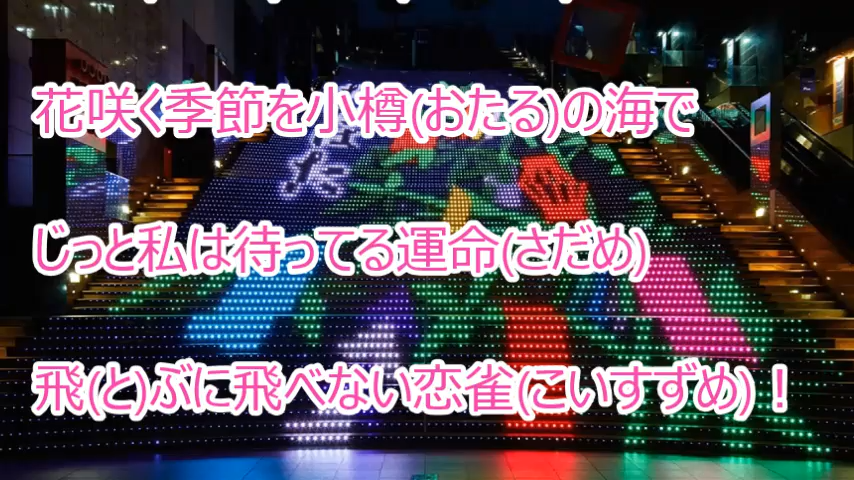 花咲く季節を小樽(おたる)の海で
じっと私は待ってる運命(さだめ)
飛(と)ぶに飛べない恋雀(こいすずめ)！